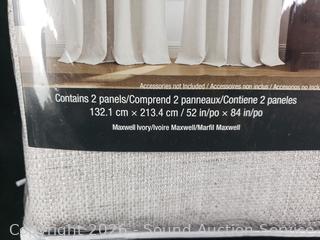 Accessories not Included / Accessoires non inclus / Accesorios no incluidos
Contains 2 panels/Comprend 2 panneaux/Contiene 2 paneles
132.1 cm × 213.4 cm / 52 in/po × 84 in/po
Maxwell Ivory/Ivoire Maxwell/Marfil Maxwell
Copyright 2025 - Sound Auction Service